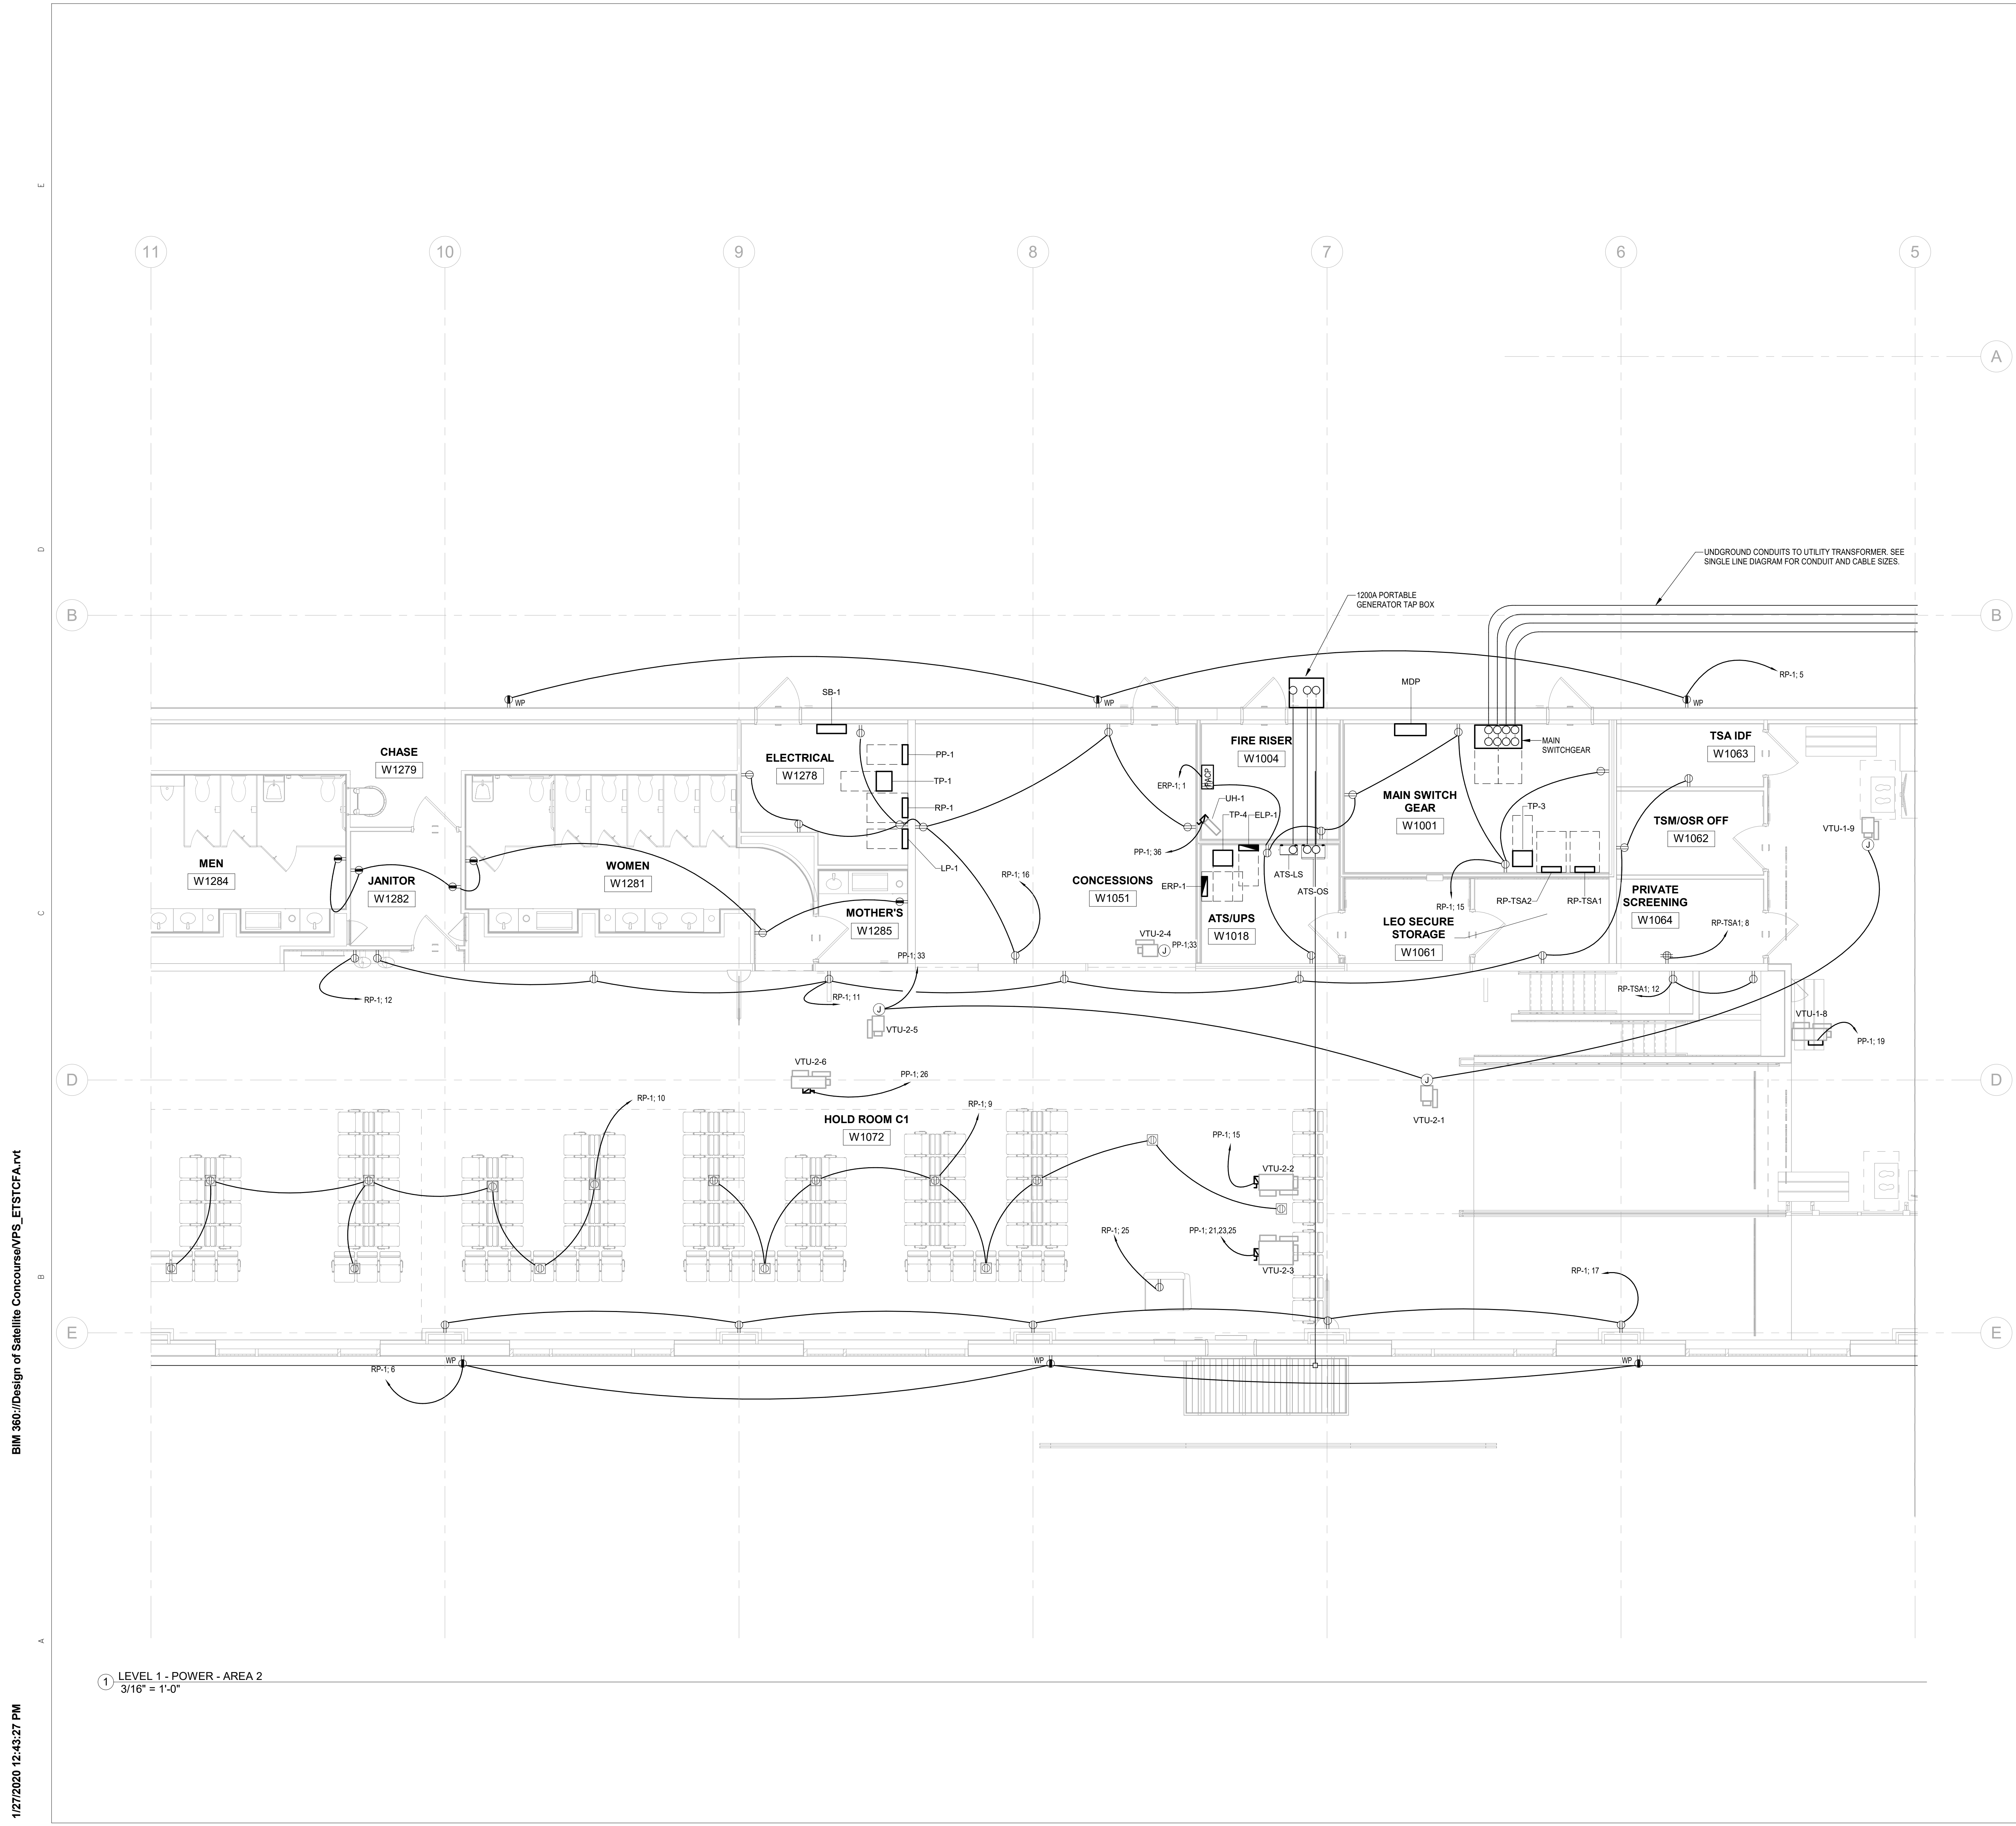 11
10
9
8
7
6
5
A
B
B
D
D
E
E
E
D
C
B
A
UNDGROUND CONDUITS TO UTILITY TRANSFORMER. SEE
SINGLE LINE DIAGRAM FOR CONDUIT AND CABLE SIZES.
1200A PORTABLE
GENERATOR TAP BOX
RP-1; 5
WP
WP
WP
SB-1
MDP
MAIN
SWITCHGEAR
CHASE
W1279
ELECTRICAL
W1278
PP-1
TP-1
RP-1
LP-1
FIRE RISER
W1004
FACP
ERP-1; 1
UH-1
TP-4
ELP-1
PP-1; 36
MAIN SWITCH
GEAR
W1001
TP-3
TSA IDF
W1063
TSM/OSR OFF
W1062
VTU-1-9
J
MEN
W1284
JANITOR
W1282
WOMEN
W1281
MOTHER'S
W1285
RP-1; 16
CONCESSIONS
W1051
ERP-1
ATS-LS
ATS-OS
ATS/UPS
W1018
RP-1; 15
RP-TSA2
RP-TSA1
LEO SECURE
STORAGE
W1061
PRIVATE
SCREENING
W1064
RP-TSA1; 8
VTU-2-4
J
PP-1;33
PP-1; 33
RP-1; 12
RP-1; 11
J
VTU-2-5
RP-TSA1; 12
VTU-1-8
PP-1; 19
VTU-2-6
PP-1; 26
J
VTU-2-1
RP-1; 10
RP-1; 9
HOLD ROOM C1
W1072
PP-1; 15
VTU-2-2
RP-1; 25
PP-1; 21,23,25
VTU-2-3
RP-1; 17
WP
WP
WP
RP-1; 6
1
LEVEL 1 - POWER - AREA 2
3/16" = 1'-0"
BIM 360://Design of Satellite Concourse/VPS_ETSTCFA.rvt
1/27/2020 12:43:27 PM